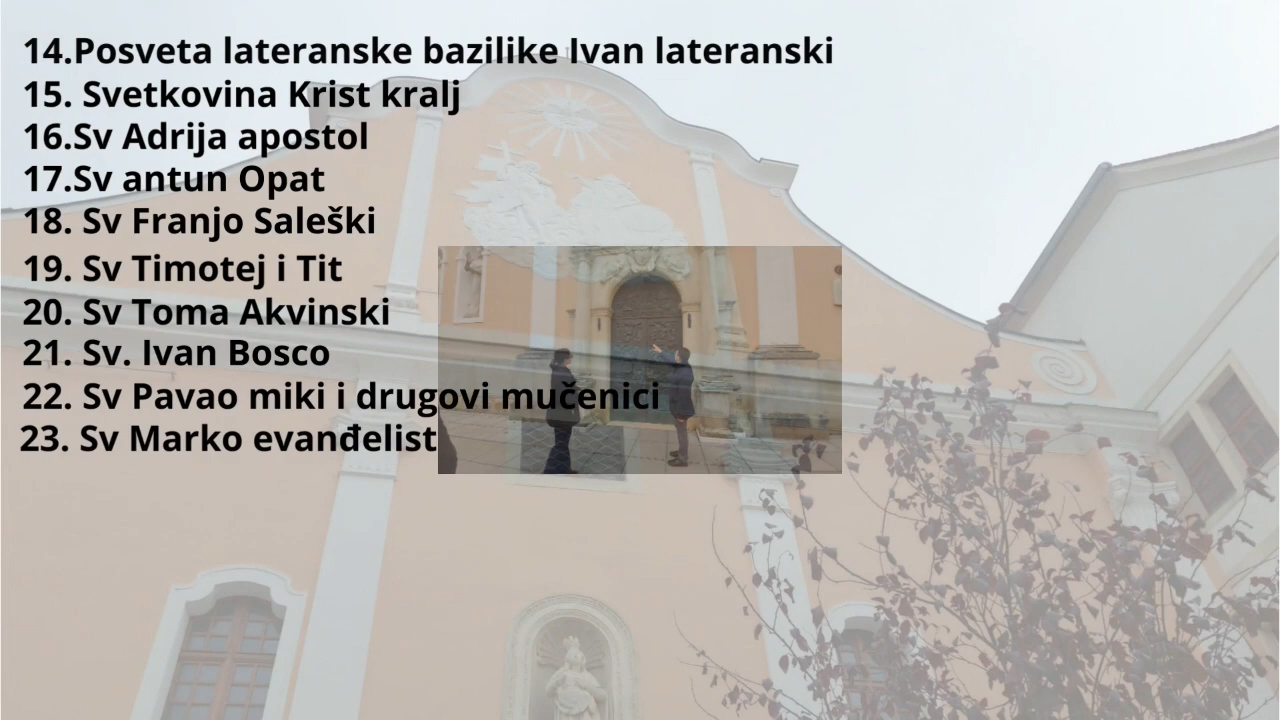 14.Posveta lateranske bazilike Ivan lateranski
15. Svetkovina Krist kralj
16.Sv Adrija apostol
17.Sv antun Opat
18. Sv Franjo Saleški
19. Sv Timotej i Tit
20. Sv Toma Akvinski
21. Sv. Ivan Bosco
22. Sv Pavao miki i drugovi mučenici
23. Sv Marko evanđelist